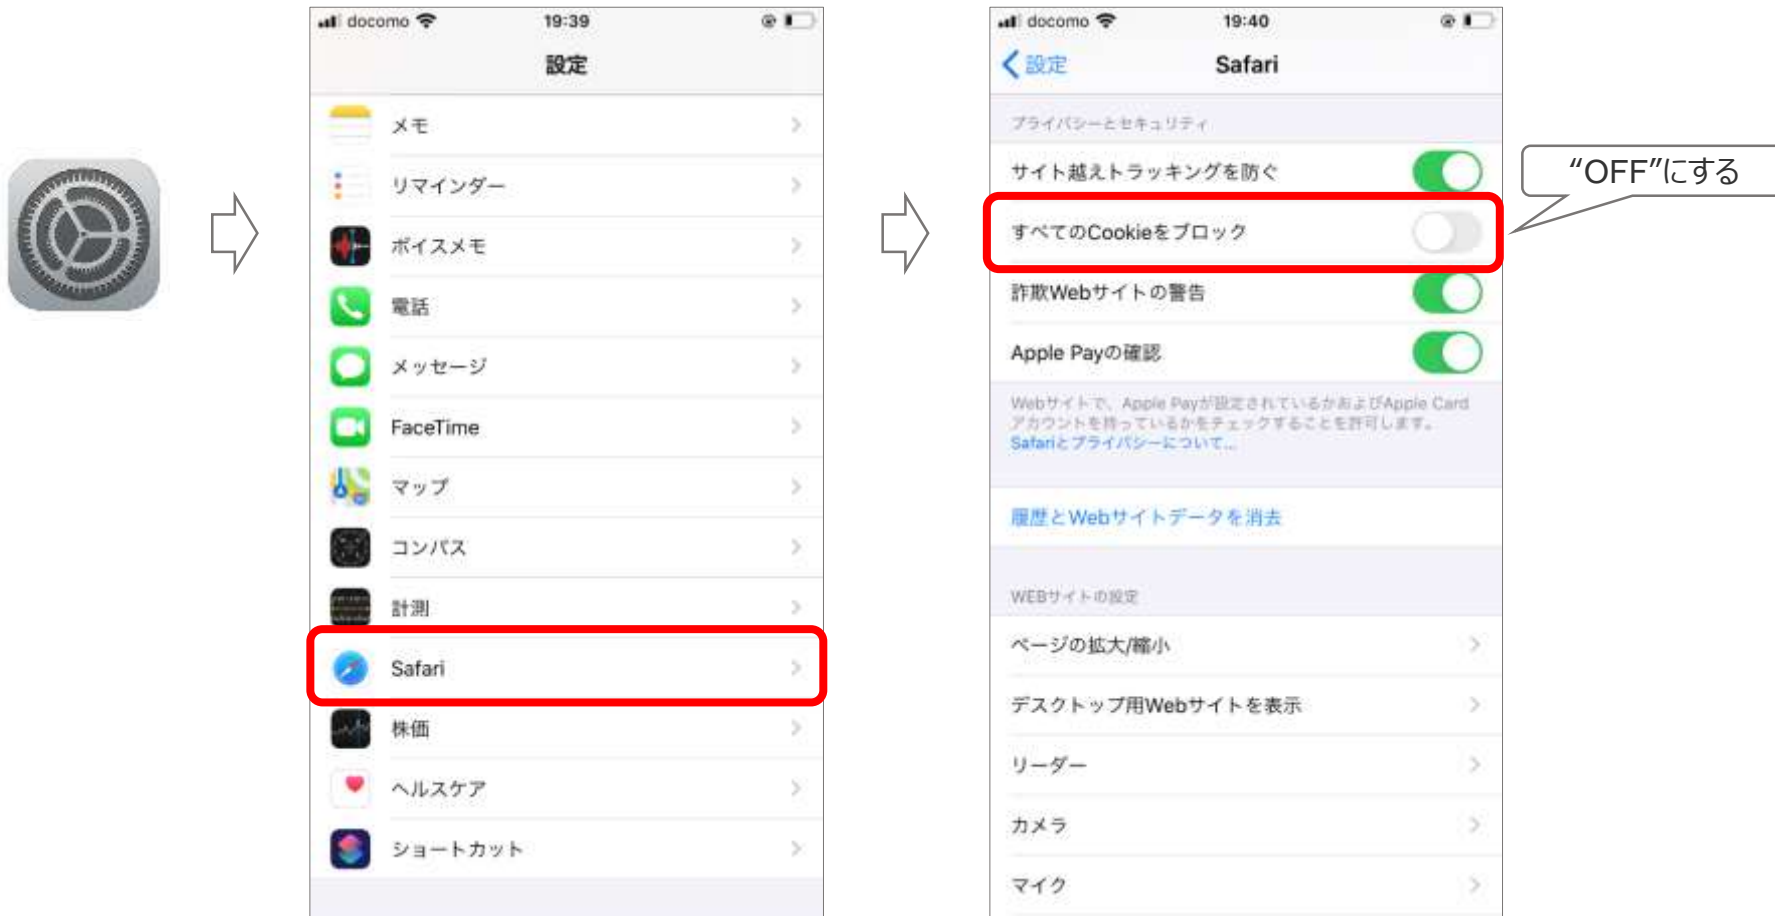 docomo 19:39
設定
メモ
リマインダー
ボイスメモ
電話
メッセージ
FaceTime
マップ
コンパス
計測
Safari
株価
ヘルスケア
ショートカット
docomo 19:40
設定 Safari
プライバシーとセキュリティ
サイト越えトラッキングを防ぐ
すべてのCookieをブロック
詐欺Webサイトの警告
Apple Payの確認
Webサイトで、Apple Payが設定されているかおよびApple Card
アカウントを持っているかをチェックすることを許可します。
Safariとプライバシーについて...
履歴とWebサイトデータを消去
WEBサイトの設定
ページの拡大/縮小
デスクトップ用Webサイトを表示
リーダー
カメラ
マイク
“OFF”にする